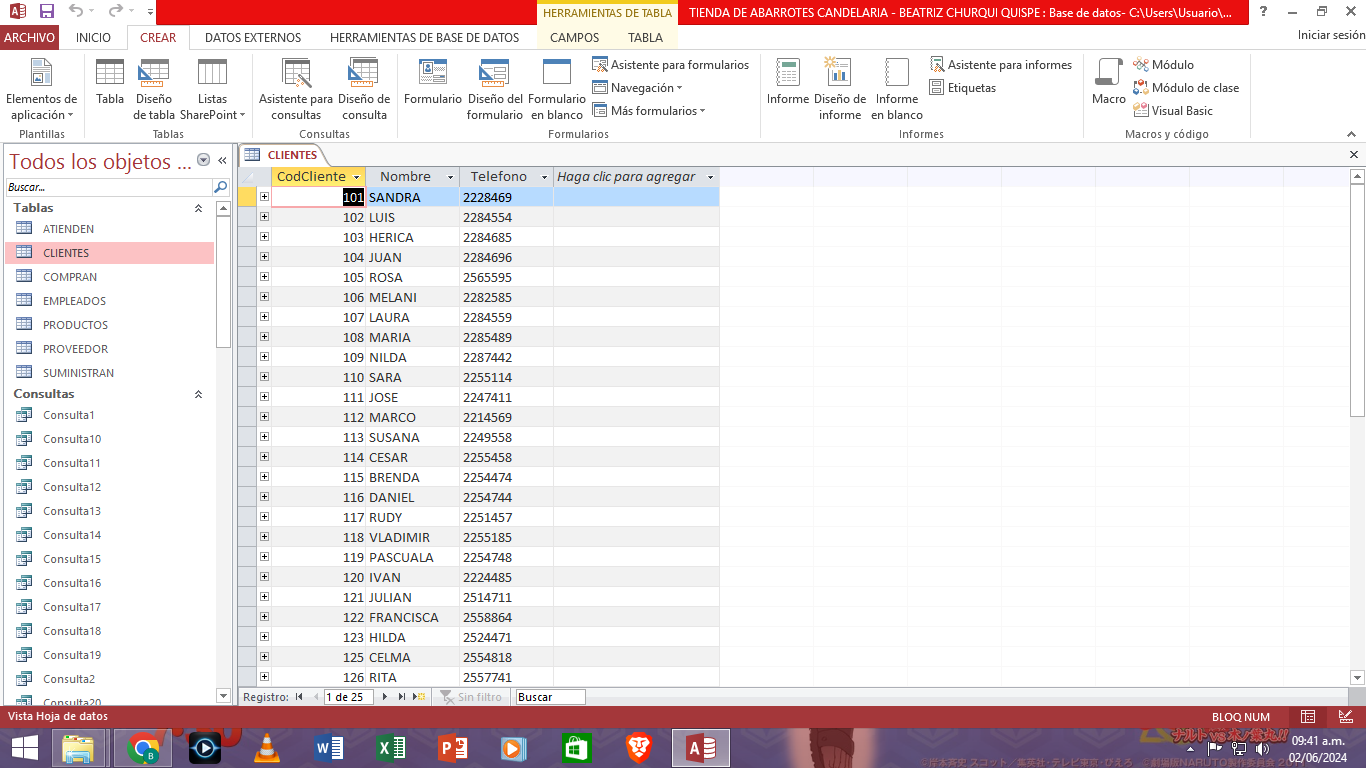 HERRAMIENTAS DE TABLA
TIENDA DE ABARROTES CANDELARIA - BEATRIZ CHURQUI QUISPE : Base de datos- C:\Users\Usuario\...
ARCHIVO INICIO CREAR DATOS EXTERNOS HERRAMIENTAS DE BASE DE DATOS CAMPOS TABLA Iniciar sesión
Elementos de aplicación
Plantillas
Tabla
Diseño de tabla
Listas SharePoint
Tablas
Asistente para consultas
Diseño de consulta
Consultas
Formulario
Diseño del formulario
Formulario en blanco
Asistente para formularios
Navegación
Más formularios
Formularios
Informe
Diseño de informe
Informe en blanco
Asistente para informes
Etiquetas
Informes
Macro
Módulo
Módulo de clase
Visual Basic
Macros y código
Todos los objetos ...
Buscar...
Tablas
ATIENDEN
CLIENTES
COMPRAN
EMPLEADOS
PRODUCTOS
PROVEEDOR
SUMINISTRAN
Consultas
Consulta1
Consulta10
Consulta11
Consulta12
Consulta13
Consulta14
Consulta15
Consulta16
Consulta17
Consulta18
Consulta19
Consulta2
Consulta20
CLIENTES
CodCliente Nombre Telefono Haga clic para agregar
101 SANDRA 2228469
102 LUIS 2284554
103 HERICA 2284685
104 JUAN 2284696
105 ROSA 2565595
106 MELANI 2282585
107 LAURA 2284559
108 MARIA 2285489
109 NILDA 2287442
110 SARA 2255114
111 JOSE 2247411
112 MARCO 2214569
113 SUSANA 2249558
114 CESAR 2255458
115 BRENDA 2254474
116 DANIEL 2254744
117 RUDY 2251457
118 VLADIMIR 2255185
119 PASCUALA 2254748
120 IVAN 2224485
121 JULIAN 2514711
122 FRANCISCA 2558864
123 HILDA 2524471
125 CELMA 2554818
126 RITA 2557741
Registro: 1 de 25 Sin filtro Buscar
Vista Hoja de datos BLOQ NUM
09:41 a.m.
02/06/2024